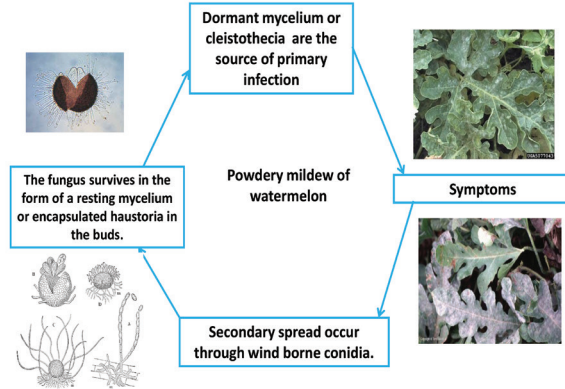 Dormant mycelium or
cleistothecia are the
source of primary
infection
The fungus survives in the
form of a resting mycelium
or encapsulated haustoria in
the buds.
Powdery mildew of
watermelon
Symptoms
Secondary spread occur
through wind borne conidia.